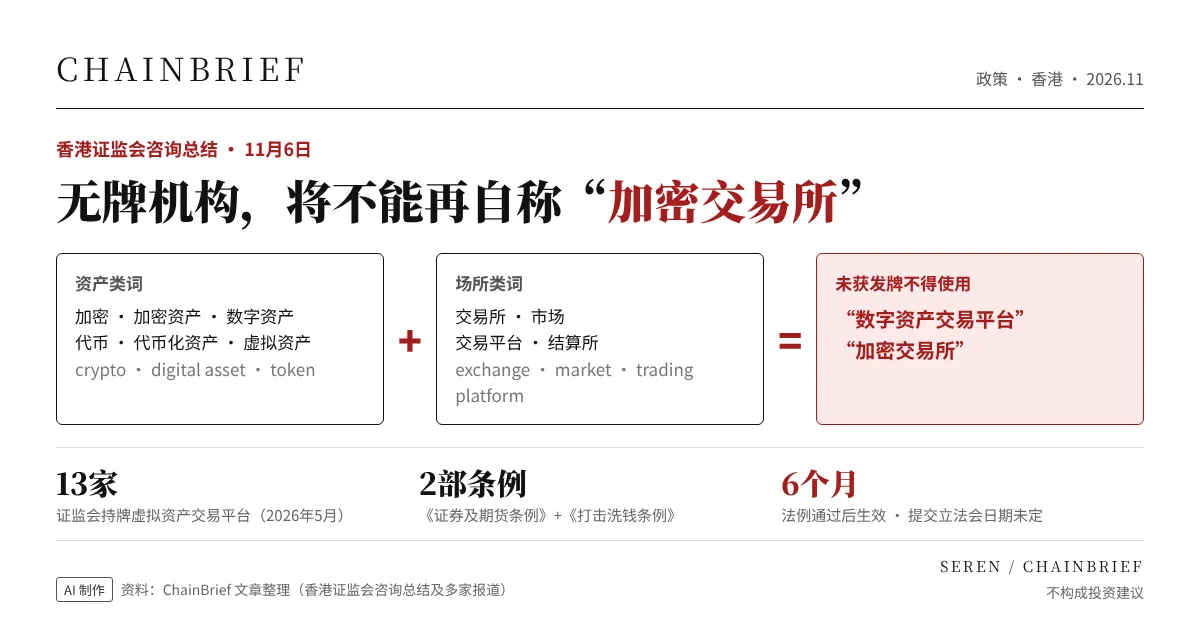 CHAINBRIEF
政策 · 香港 · 2026.11
香港证监会咨询总结 · 11月6日
无牌机构，将不能再自称“加密交易所”
资产类词
加密 · 加密资产 · 数字资产
代币 · 代币化资产 · 虚拟资产
crypto · digital asset · token
+
场所类词
交易所 · 市场
交易平台 · 结算所
exchange · market · trading
platform
=
未获发牌不得使用
“数字资产交易平台”
“加密交易所”
13家
证监会持牌虚拟资产交易平台（2026年5月）
2部条例
《证券及期货条例》+《打击洗钱条例》
6个月
法例通过后生效 · 提交立法会日期未定
AI 制作
资料：ChainBrief 文章整理（香港证监会咨询总结及多家报道）
SEREN / CHAINBRIEF
不构成投资建议